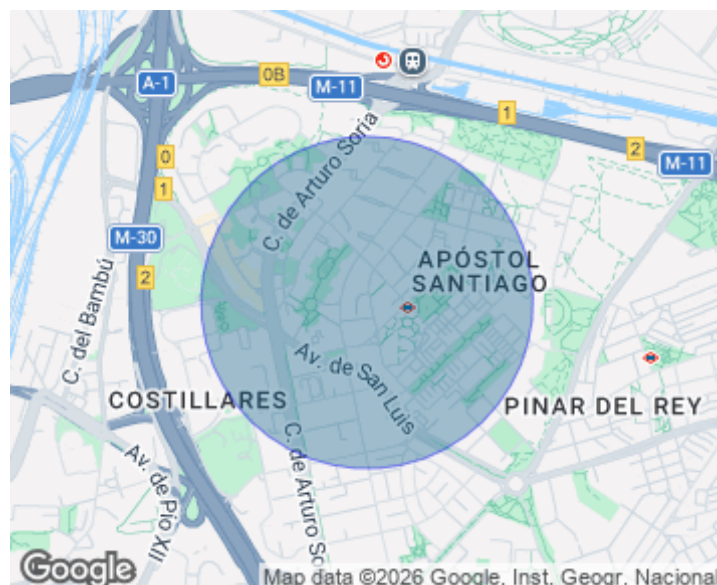 A-1
0B
M-11
1
2
M-11
C. de Arturo Soria
0
1
M-30
2
APÓSTOL
SANTIAGO
C. del Bambú
Av. de San Luis
COSTILLARES
PINAR DEL REY
Av. de Pío XII
C. de Arturo So
Google
Map data ©2026 Google, Inst. Geogr. Nacional